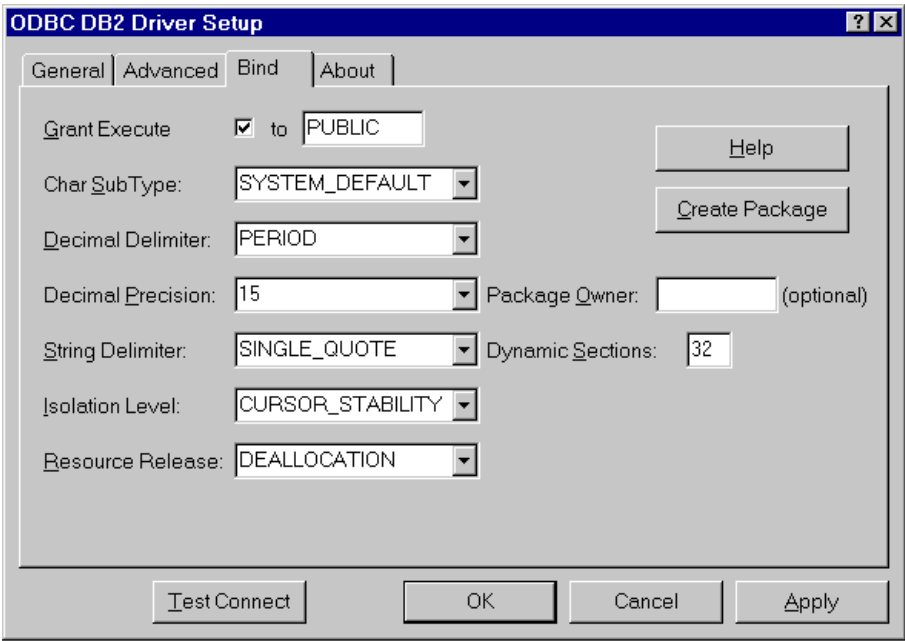 ODBC DB2 Driver Setup
General Advanced Bind About
Grant Execute to PUBLIC
Help
Char SubType: SYSTEM_DEFAULT
Create Package
Decimal Delimiter: PERIOD
Decimal Precision: 15 Package Owner: (optional)
String Delimiter: SINGLE_QUOTE Dynamic Sections: 32
Isolation Level: CURSOR_STABILITY
Resource Release: DEALLOCATION
Test Connect OK Cancel Apply